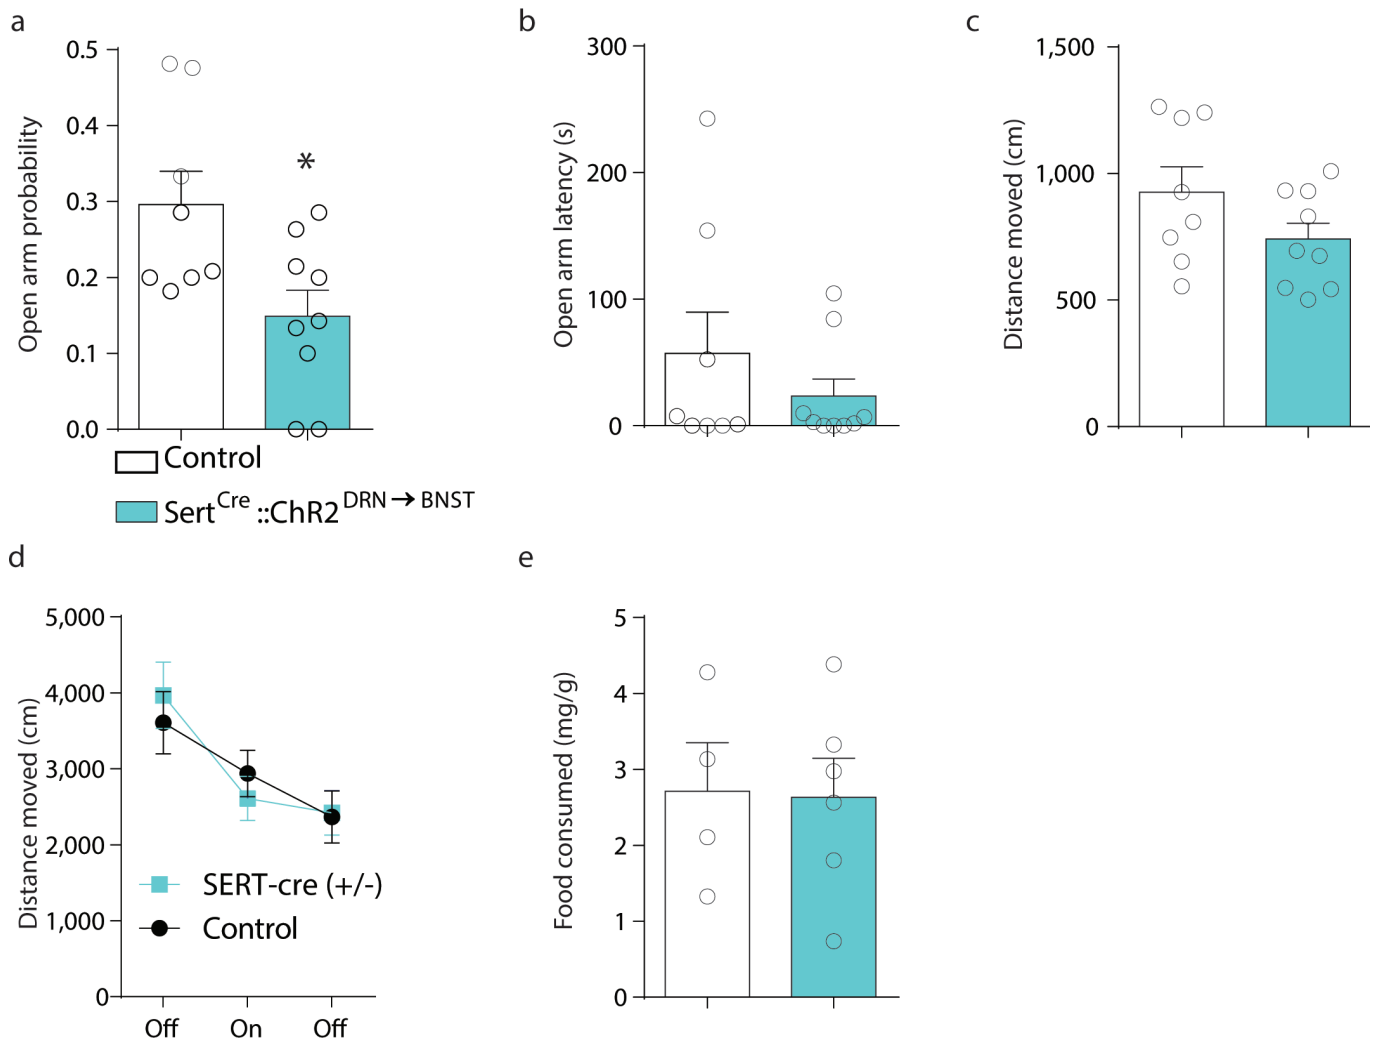 a
Open arm probability
0.5
0.4
0.3
0.2
0.1
0.0
*
Control
Sert^Cre ::ChR2^DRN → BNST
b
Open arm latency (s)
300
200
100
0
c
Distance moved (cm)
1,500
1,000
500
0
d
Distance moved (cm)
5,000
4,000
3,000
2,000
1,000
0
SERT-cre (+/-)
Control
Off On Off
e
Food consumed (mg/g)
5
4
3
2
1
0